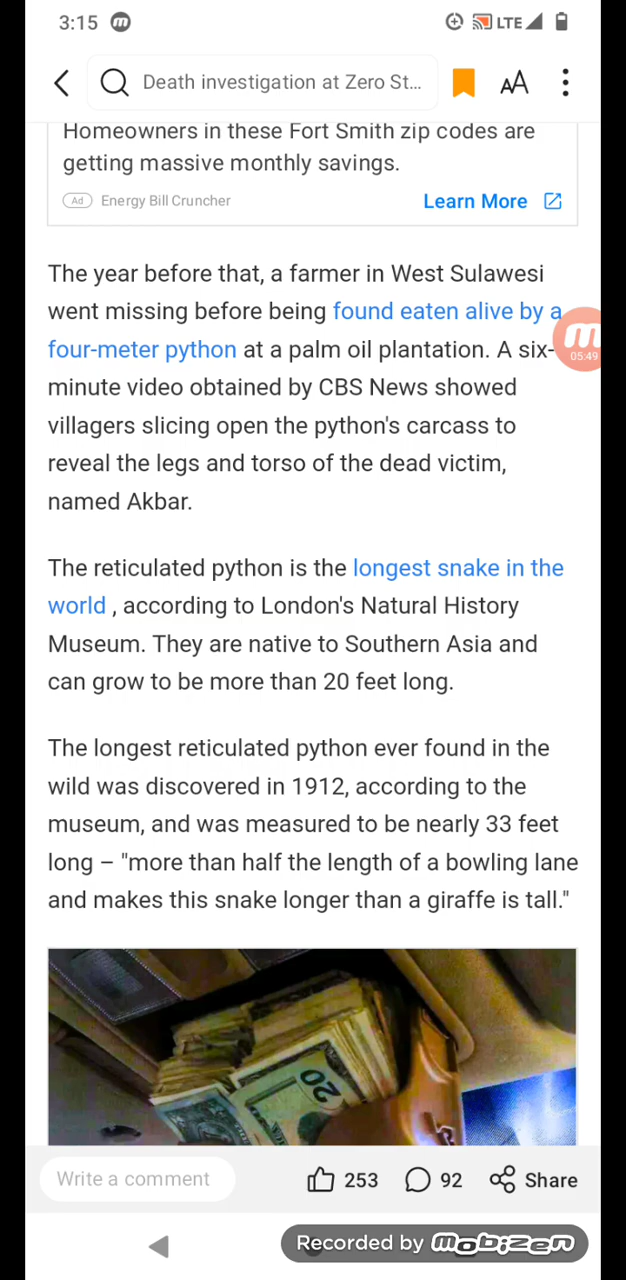 3:15
LTE
Death investigation at Zero St...
AA
Homeowners in these Fort Smith zip codes are
getting massive monthly savings.
Ad Energy Bill Cruncher
Learn More
The year before that, a farmer in West Sulawesi
went missing before being found eaten alive by a
four-meter python at a palm oil plantation. A six-
m
05:49
minute video obtained by CBS News showed
villagers slicing open the python's carcass to
reveal the legs and torso of the dead victim,
named Akbar.
The reticulated python is the longest snake in the
world , according to London's Natural History
Museum. They are native to Southern Asia and
can grow to be more than 20 feet long.
The longest reticulated python ever found in the
wild was discovered in 1912, according to the
museum, and was measured to be nearly 33 feet
long – "more than half the length of a bowling lane
and makes this snake longer than a giraffe is tall."
20
Write a comment
253
92
Share
Recorded by mobizen